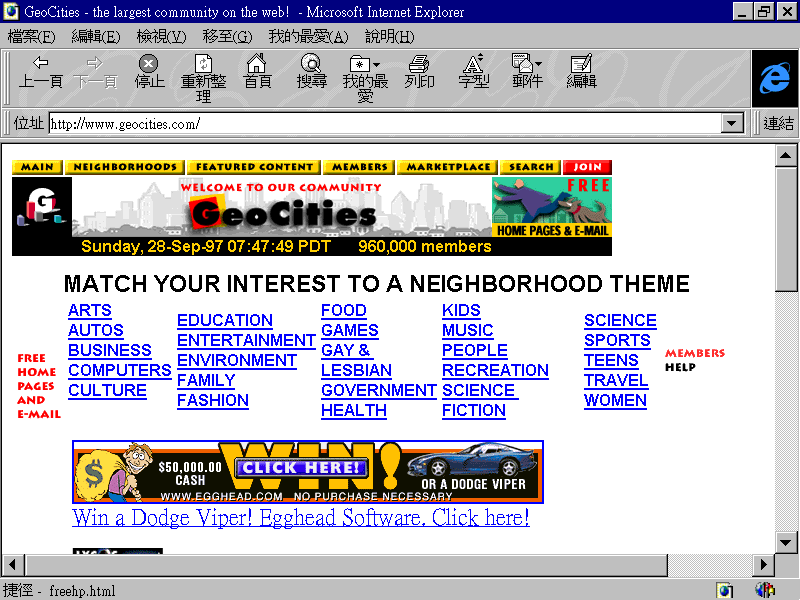 GeoCities - the largest community on the web! - Microsoft Internet Explorer
檔案(F) 編輯(E) 檢視(V) 移至(G) 我的最愛(A) 說明(H)
上一頁 下一頁 停止 重新整理 首頁 搜尋 我的最愛 列印 字型 郵件 編輯
位址 http://www.geocities.com/ 連結
MAIN NEIGHBORHOODS FEATURED CONTENT MEMBERS MARKETPLACE SEARCH JOIN
WELCOME TO OUR COMMUNITY
GeoCities
FREE
HOME PAGES & E-MAIL
Sunday, 28-Sep-97 07:47:49 PDT 960,000 members
MATCH YOUR INTEREST TO A NEIGHBORHOOD THEME
FREE
HOME
PAGES
AND
E-MAIL
ARTS
AUTOS
BUSINESS
COMPUTERS
CULTURE
EDUCATION
ENTERTAINMENT
ENVIRONMENT
FAMILY
FASHION
FOOD
GAMES
GAY &
LESBIAN
GOVERNMENT
HEALTH
KIDS
MUSIC
PEOPLE
RECREATION
SCIENCE
FICTION
SCIENCE
SPORTS
TEENS
TRAVEL
WOMEN
MEMBERS
HELP
$
$50,000.00
CASH
WIN!
CLICK HERE!
OR A DODGE VIPER
WWW.EGGHEAD.COM NO PURCHASE NECESSARY
Win a Dodge Viper! Egghead Software. Click here!
捷徑 - freehp.html